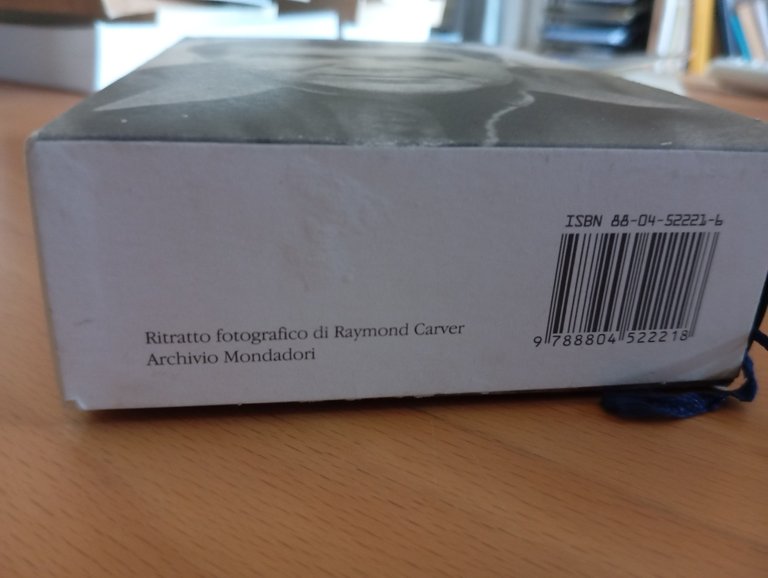 ISBN 88-04-52221-6
9 788804 522218
Ritratto fotografico di Raymond Carver
Archivio Mondadori